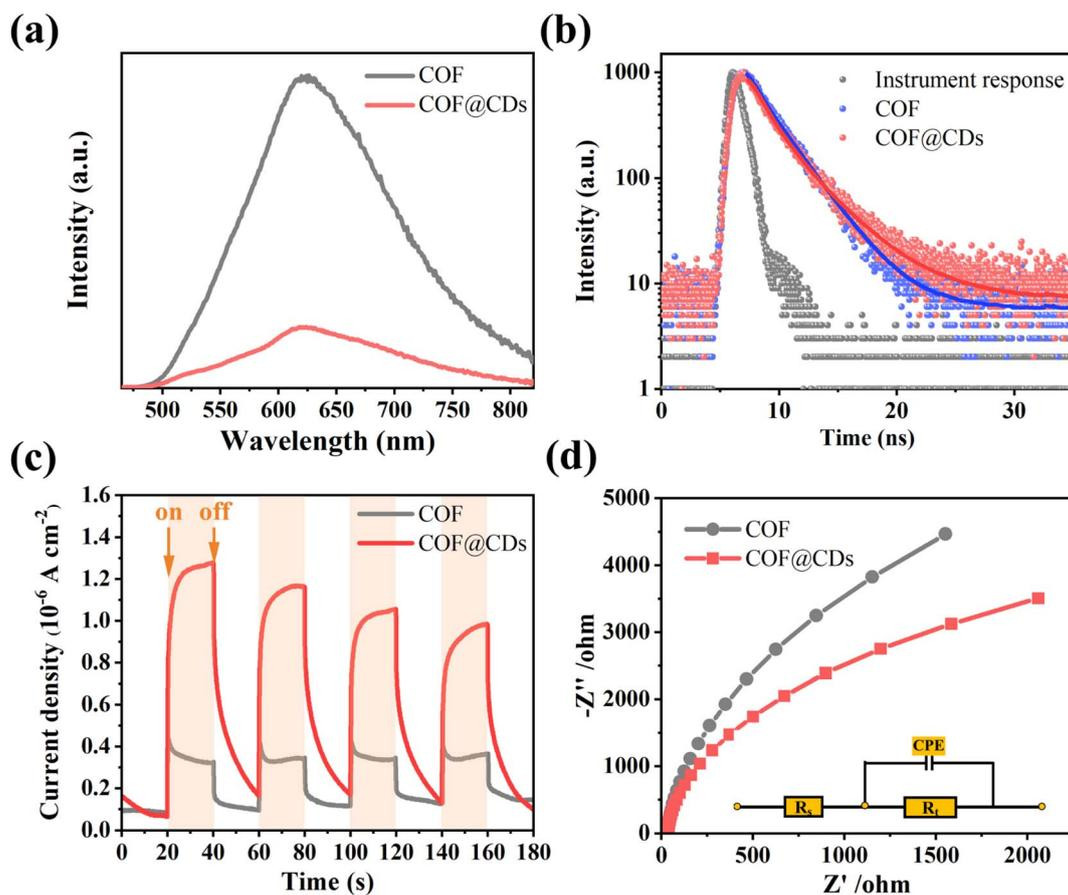 (a)
COF
COF@CDs
Intensity (a.u.)
500 550 600 650 700 750 800
Wavelength (nm)
(b)
1000
100
10
1
Instrument response
COF
COF@CDs
Intensity (a.u.)
0 10 20 30
Time (ns)
(c)
1.6
1.4
1.2
1.0
0.8
0.6
0.4
0.2
0.0
on off
COF
COF@CDs
Current density (10⁻⁶ A cm⁻²)
0 20 40 60 80 100 120 140 160 180
Time (s)
(d)
5000
4000
3000
2000
1000
0
COF
COF@CDs
-Z'' /ohm
CPE
Rs
Rt
0 500 1000 1500 2000
Z' /ohm